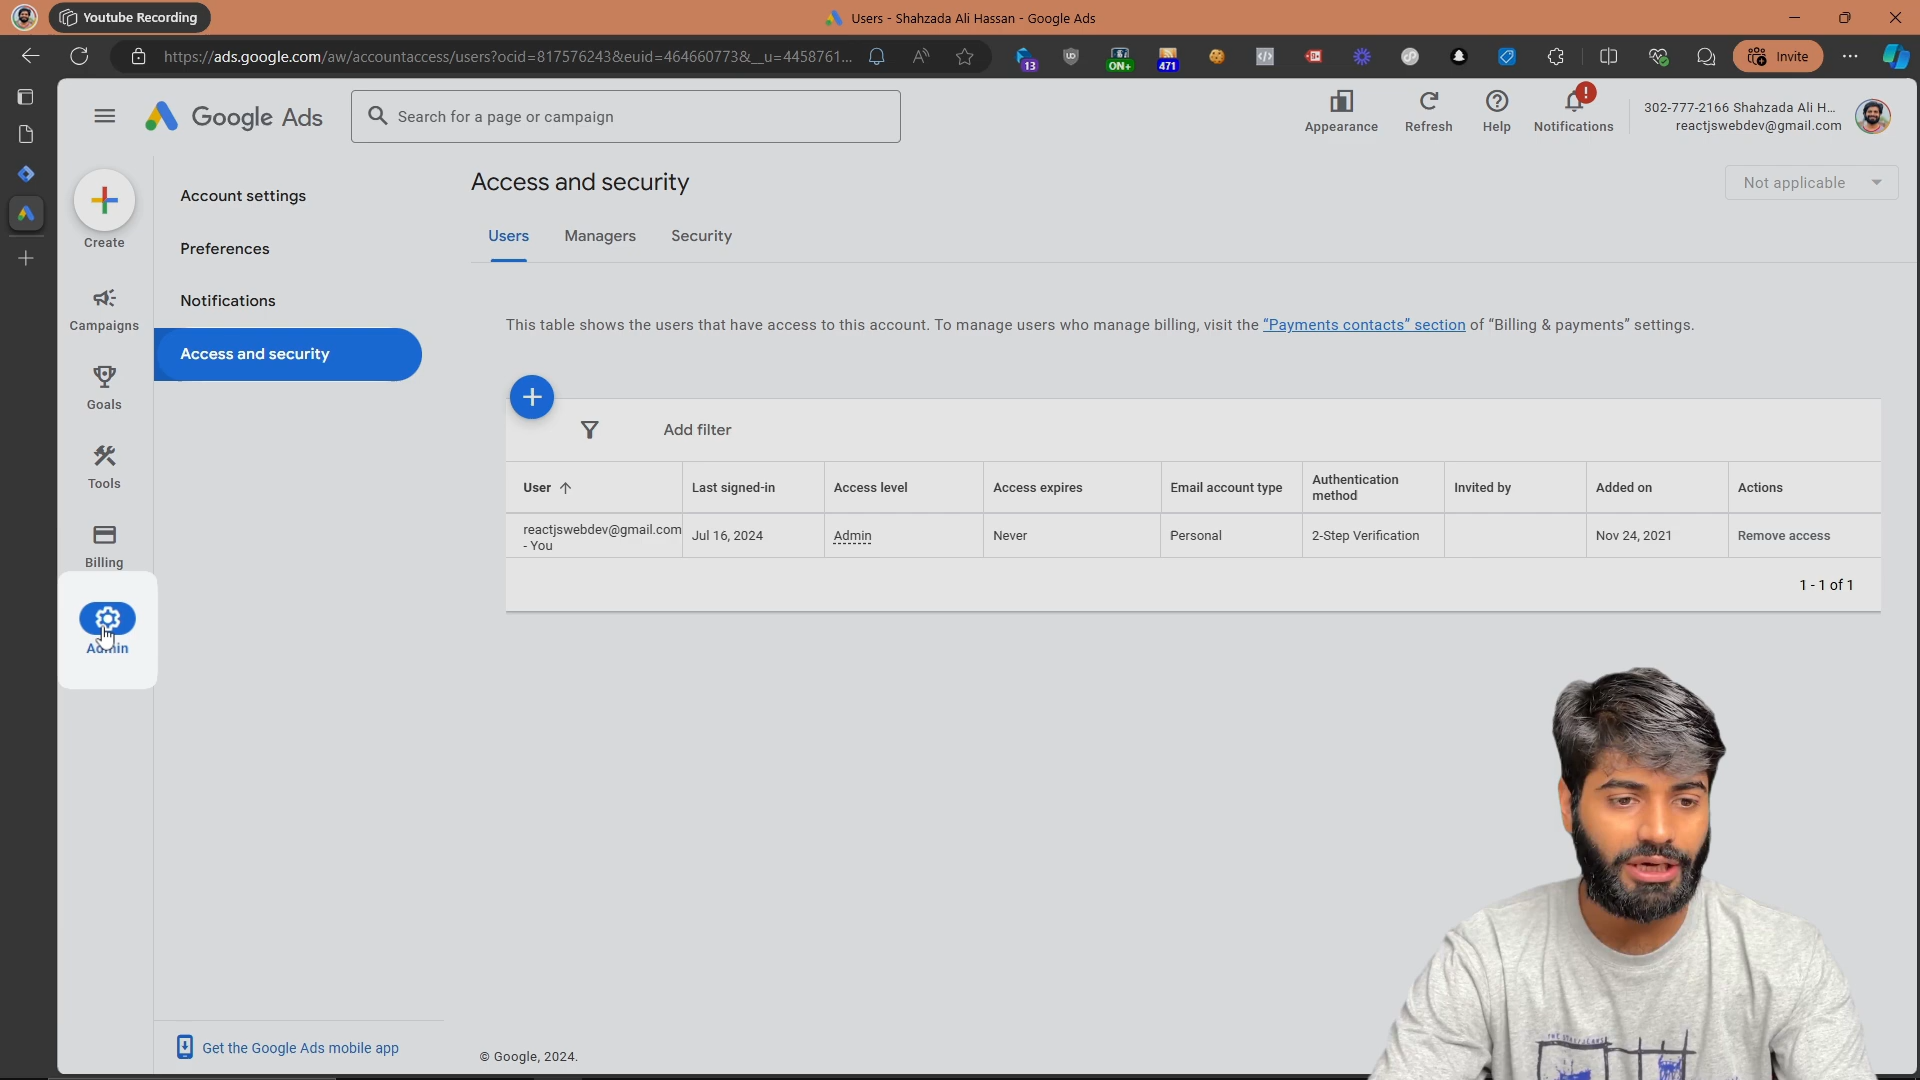 Youtube Recording
Users - Shahzada Ali Hassan - Google Ads
https://ads.google.com/aw/accountaccess/users?ocid=817576243&euid=464660773&__u=4458761...
13
ON+
471
Invite
Google Ads
Search for a page or campaign
Appearance
Refresh
Help
Notifications
!
302-777-2166 Shahzada Ali H...
reactjswebdev@gmail.com
Create
Campaigns
Goals
Tools
Billing
Admin
Account settings
Preferences
Notifications
Access and security
Access and security
Not applicable
Users
Managers
Security
This table shows the users that have access to this account. To manage users who manage billing, visit the “Payments contacts” section of “Billing & payments” settings.
Add filter
User
Last signed-in
Access level
Access expires
Email account type
Authentication
method
Invited by
Added on
Actions
reactjswebdev@gmail.com
- You
Jul 16, 2024
Admin
Never
Personal
2-Step Verification
Nov 24, 2021
Remove access
1 - 1 of 1
Get the Google Ads mobile app
© Google, 2024.